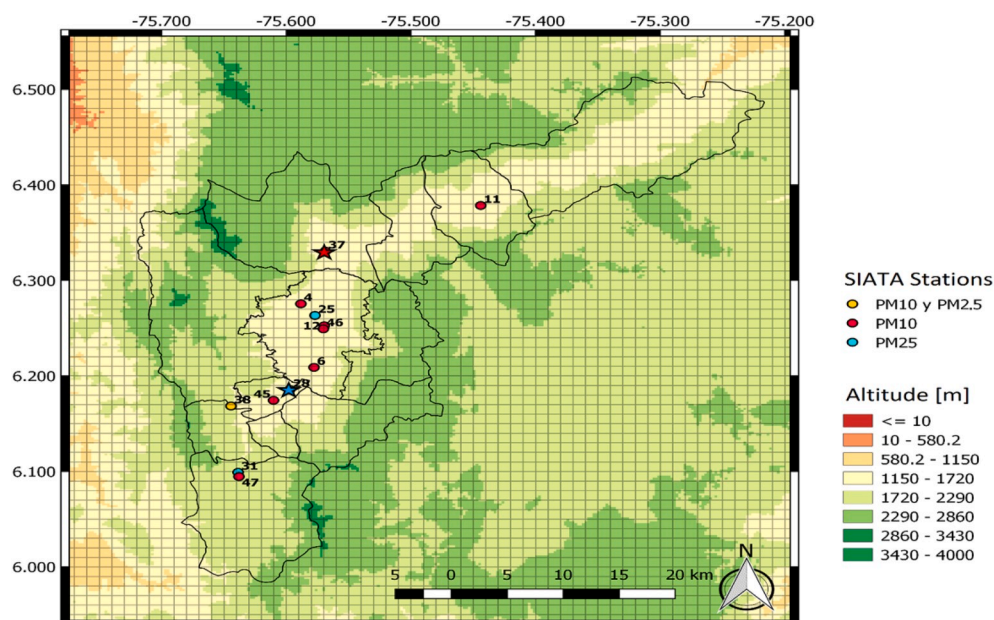 -75.700 -75.600 -75.500 -75.400 -75.300 -75.200
6.500
6.400
11
37
6.300
4
25
12 46
6
6.200
28
45
38
6.100
31
47
6.000
N
5 0 5 10 15 20 km
SIATA Stations
PM10 y PM2,5
PM10
PM25
Altitude [m]
<= 10
10 - 580.2
580.2 - 1150
1150 - 1720
1720 - 2290
2290 - 2860
2860 - 3430
3430 - 4000